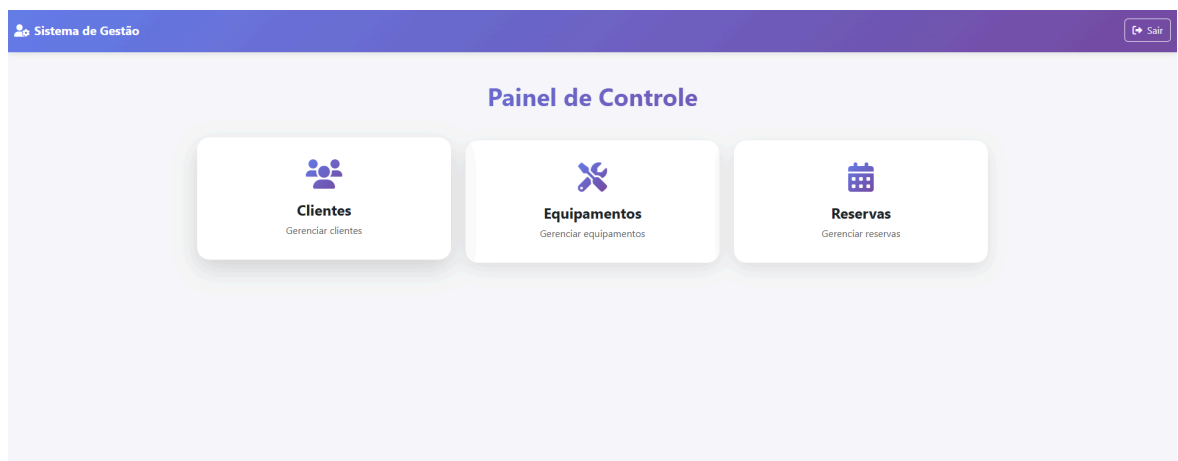 Sistema de Gestão
Sair
Painel de Controle
Clientes
Gerenciar clientes
Equipamentos
Gerenciar equipamentos
Reservas
Gerenciar reservas